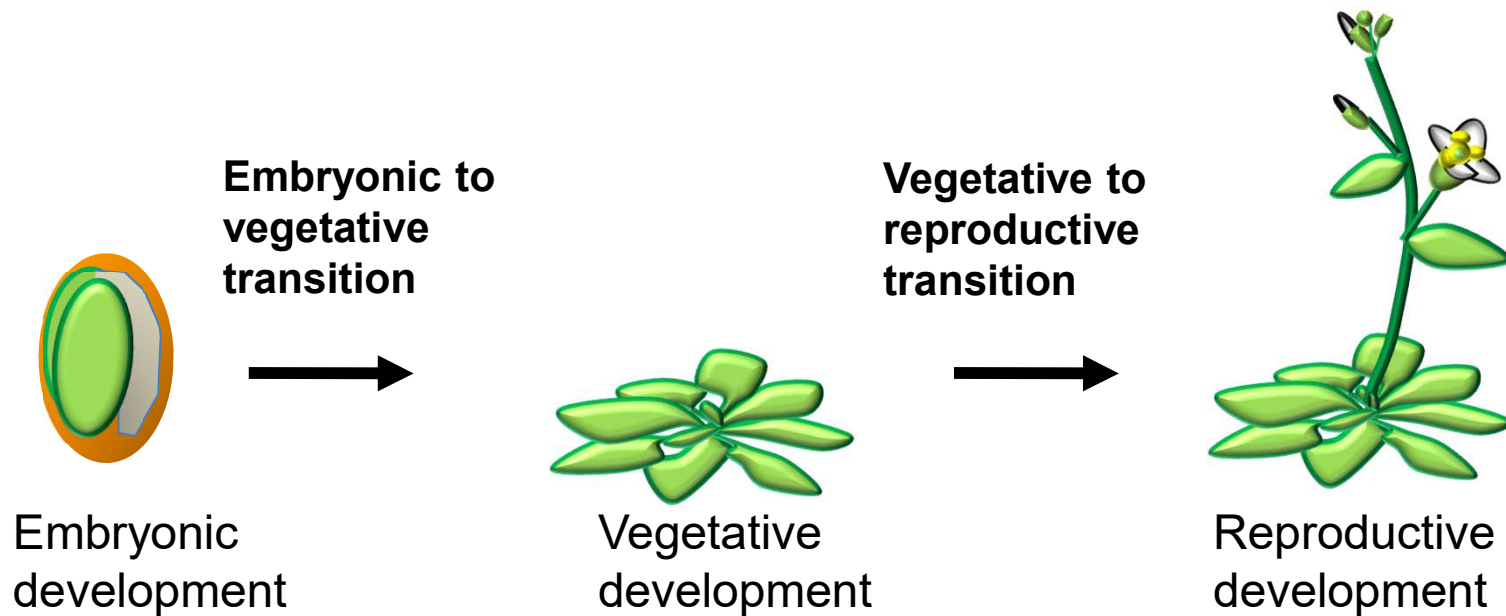 Embryonic to
vegetative
transition
Vegetative to
reproductive
transition
Embryonic
development
Vegetative
development
Reproductive
development